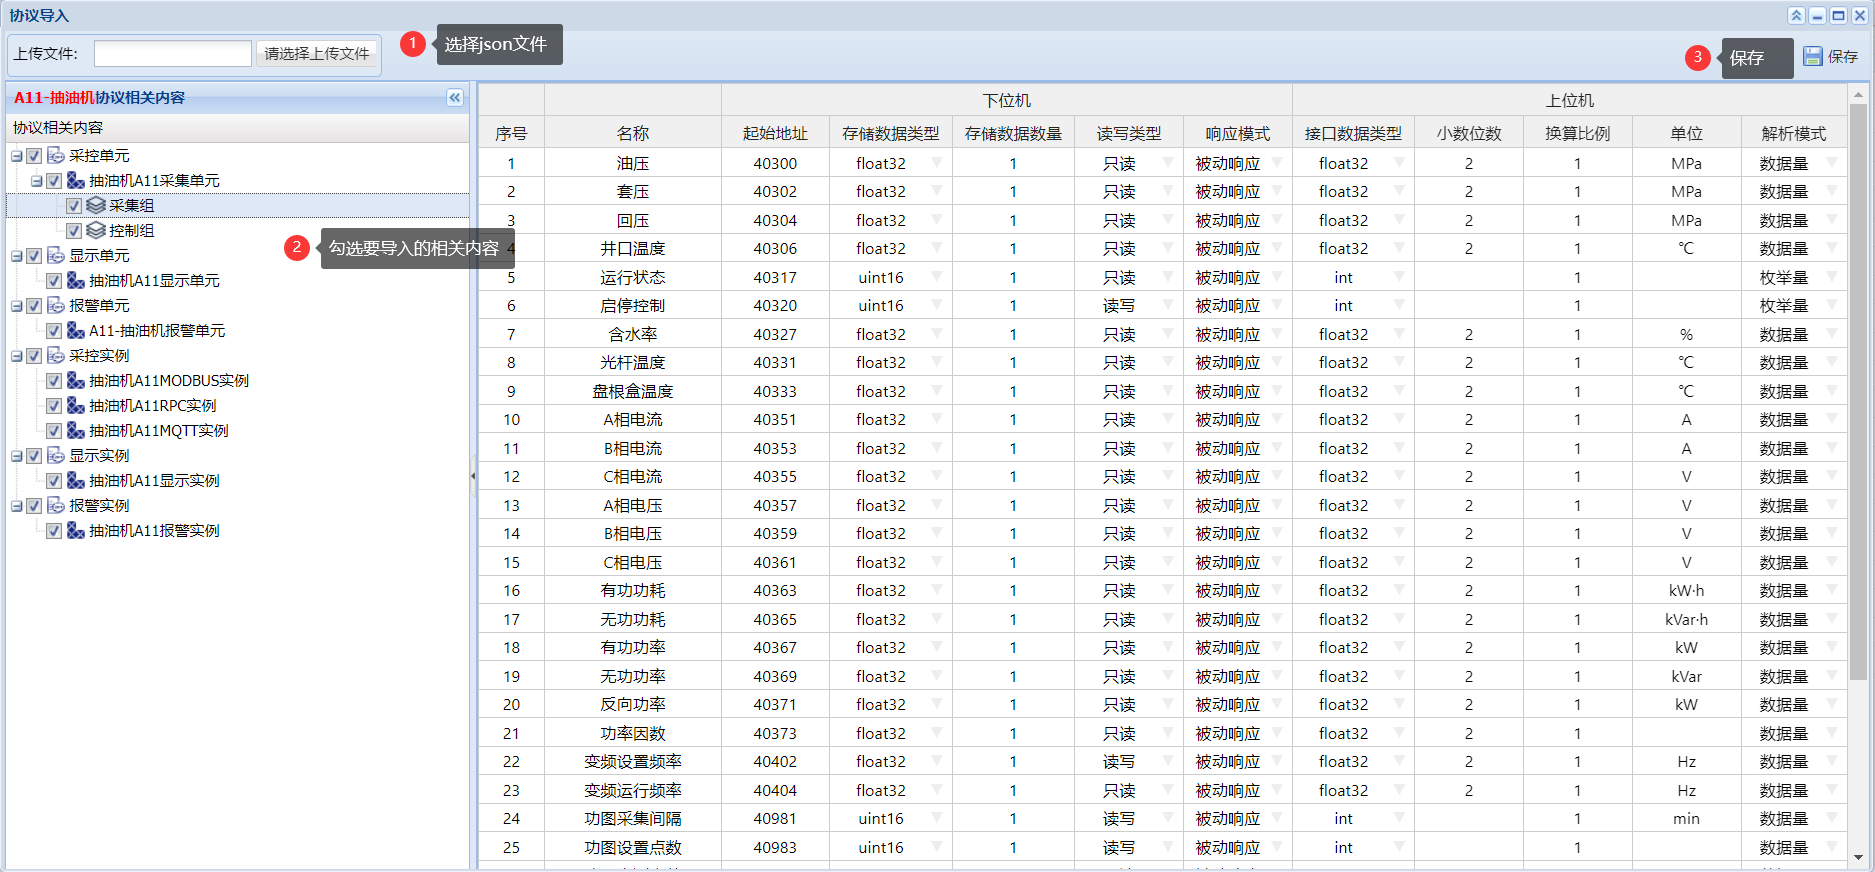 协议导入
上传文件: 请选择上传文件
1 选择json文件
3 保存 保存
A11-抽油机协议相关内容
协议相关内容
采控单元
抽油机A11采集单元
采集组
控制组
2 勾选要导入的相关内容
显示单元
抽油机A11显示单元
报警单元
A11-抽油机报警单元
采控实例
抽油机A11MODBUS实例
抽油机A11RPC实例
抽油机A11MQTT实例
显示实例
抽油机A11显示实例
报警实例
抽油机A11报警实例
下位机 上位机
序号 名称 起始地址 存储数据类型 存储数据数量 读写类型 响应模式 接口数据类型 小数位数 换算比例 单位 解析模式
1 油压 40300 float32 1 只读 被动响应 float32 2 1 MPa 数据量
2 套压 40302 float32 1 只读 被动响应 float32 2 1 MPa 数据量
3 回压 40304 float32 1 只读 被动响应 float32 2 1 MPa 数据量
4 井口温度 40306 float32 1 只读 被动响应 float32 2 1 ℃ 数据量
5 运行状态 40317 uint16 1 只读 被动响应 int 1 枚举量
6 启停控制 40320 uint16 1 读写 被动响应 int 1 枚举量
7 含水率 40327 float32 1 只读 被动响应 float32 2 1 % 数据量
8 光杆温度 40331 float32 1 只读 被动响应 float32 2 1 ℃ 数据量
9 盘根盒温度 40333 float32 1 只读 被动响应 float32 2 1 ℃ 数据量
10 A相电流 40351 float32 1 只读 被动响应 float32 2 1 A 数据量
11 B相电流 40353 float32 1 只读 被动响应 float32 2 1 A 数据量
12 C相电流 40355 float32 1 只读 被动响应 float32 2 1 V 数据量
13 A相电压 40357 float32 1 只读 被动响应 float32 2 1 V 数据量
14 B相电压 40359 float32 1 只读 被动响应 float32 2 1 V 数据量
15 C相电压 40361 float32 1 只读 被动响应 float32 2 1 V 数据量
16 有功功耗 40363 float32 1 只读 被动响应 float32 2 1 kW·h 数据量
17 无功功耗 40365 float32 1 只读 被动响应 float32 2 1 kVar·h 数据量
18 有功功率 40367 float32 1 只读 被动响应 float32 2 1 kW 数据量
19 无功功率 40369 float32 1 只读 被动响应 float32 2 1 kVar 数据量
20 反向功率 40371 float32 1 只读 被动响应 float32 2 1 kW 数据量
21 功率因数 40373 float32 1 只读 被动响应 float32 2 1 数据量
22 变频设置频率 40402 float32 1 读写 被动响应 float32 2 1 Hz 数据量
23 变频运行频率 40404 float32 1 只读 被动响应 float32 2 1 Hz 数据量
24 功图采集间隔 40981 uint16 1 读写 被动响应 int 1 min 数据量
25 功图设置点数 40983 uint16 1 读写 被动响应 int 1 数据量